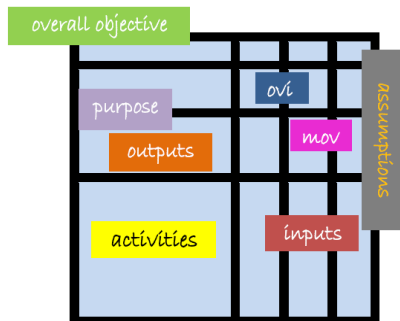 overall objective
ovi
purpose
assumptions
mov
outputs
activities
inputs